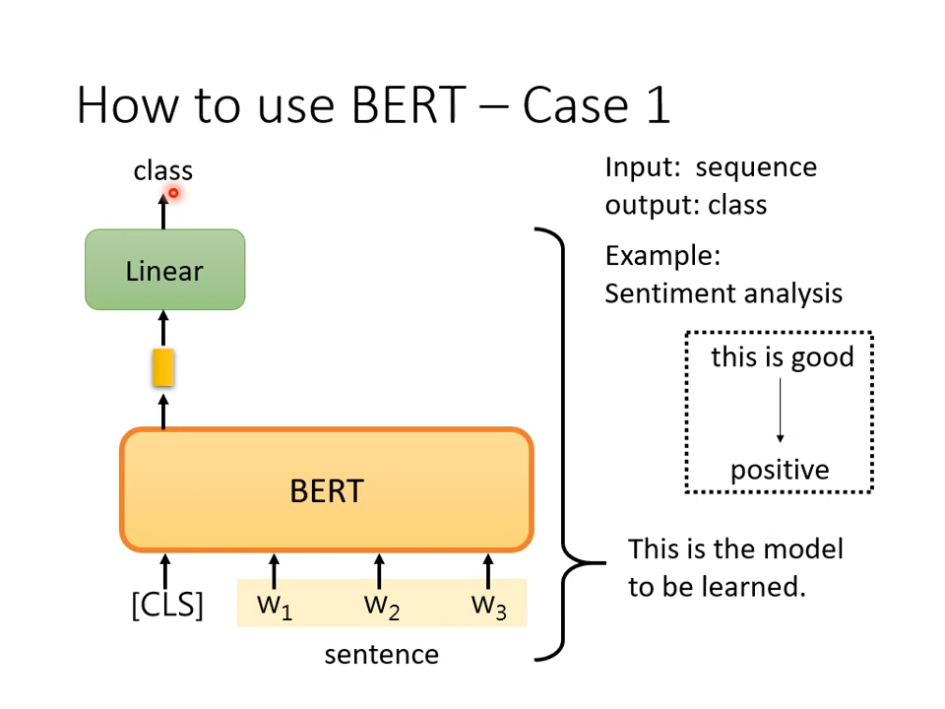 How to use BERT – Case 1
class
Linear
BERT
[CLS] w1 w2 w3
sentence
Input: sequence
output: class
Example:
Sentiment analysis
this is good
positive
This is the model
to be learned.